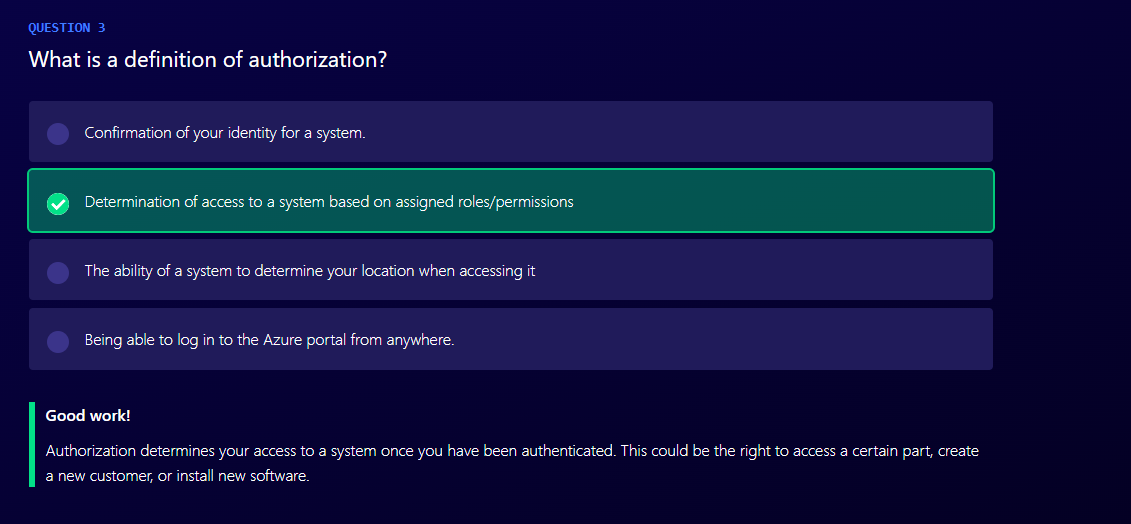 QUESTION 3
What is a definition of authorization?
Confirmation of your identity for a system.
Determination of access to a system based on assigned roles/permissions
The ability of a system to determine your location when accessing it
Being able to log in to the Azure portal from anywhere.
Good work!
Authorization determines your access to a system once you have been authenticated. This could be the right to access a certain part, create
a new customer, or install new software.